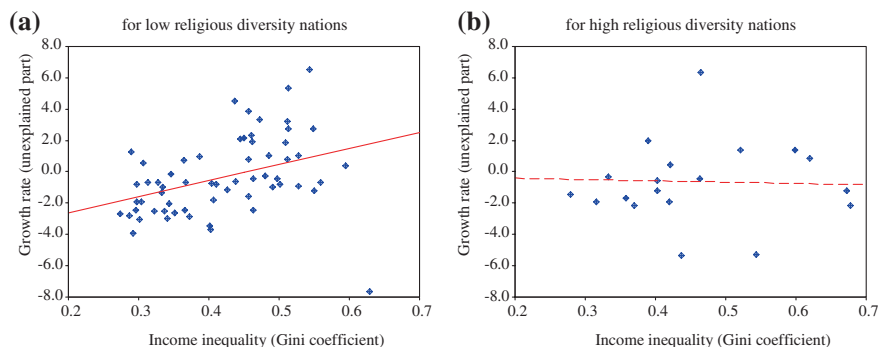 (a) for low religious diversity nations
Growth rate (unexplained part)
8.0
6.0
4.0
2.0
0.0
-2.0
-4.0
-6.0
-8.0
0.2 0.3 0.4 0.5 0.6 0.7
Income inequality (Gini coefficient)
(b) for high religious diversity nations
Growth rate (unexplained part)
8.0
6.0
4.0
2.0
0.0
-2.0
-4.0
-6.0
8.0
0.2 0.3 0.4 0.5 0.6 0.7
Income inequality (Gini coefficient)